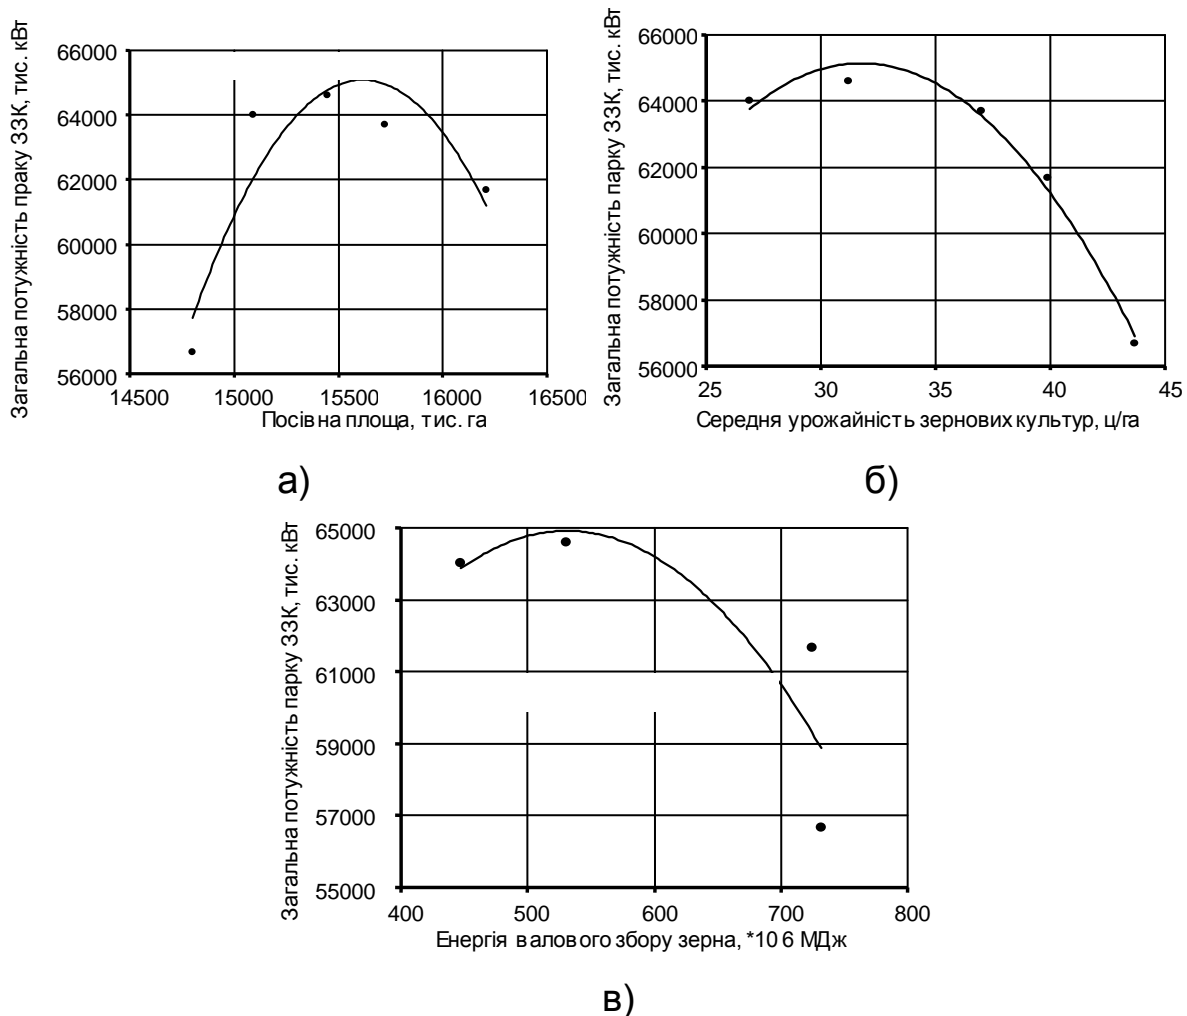 Загальна потужність праку ЗЗК, тис. кВт
66000
64000
62000
60000
58000
56000
14500 15000 15500 16000 16500
Посівна площа, тис. га
а)
Загальна потужність парку ЗЗК, тис. кВт
66000
64000
62000
60000
58000
56000
25 30 35 40 45
Середня урожайність зернових культур, ц/га
б)
Загальна потужність парку ЗЗК, тис. кВт
65000
63000
61000
59000
57000
55000
400 500 600 700 800
Енергія валового збору зерна, *10 6 МДж
в)